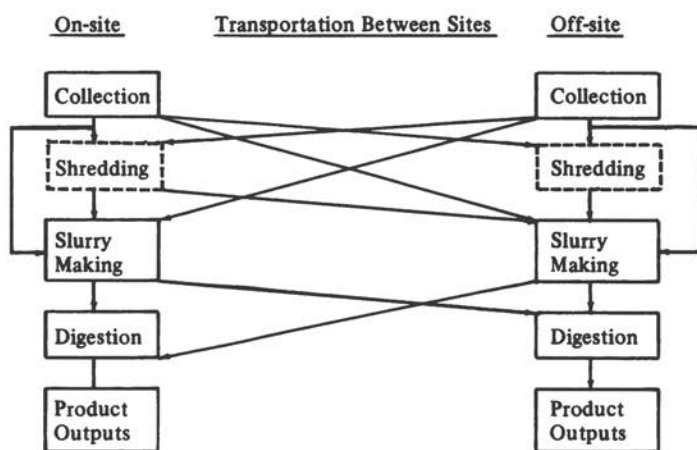 On-site Transportation Between Sites Off-site
Collection Collection
Shredding Shredding
Slurry Slurry
Making Making
Digestion Digestion
Product Product
Outputs Outputs